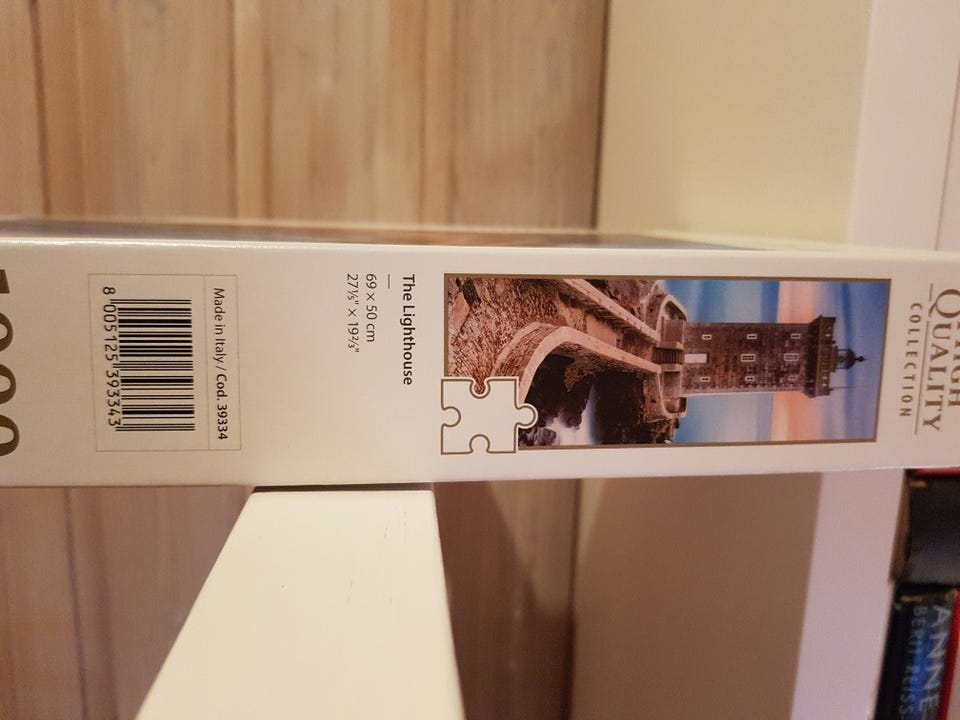 HIGH
QUALITY
COLLECTION
The Lighthouse
69 x 50 cm
27⅕" x 19⅔"
Made in Italy / Cod. 39334
8 005125 393343
1000
ANNE